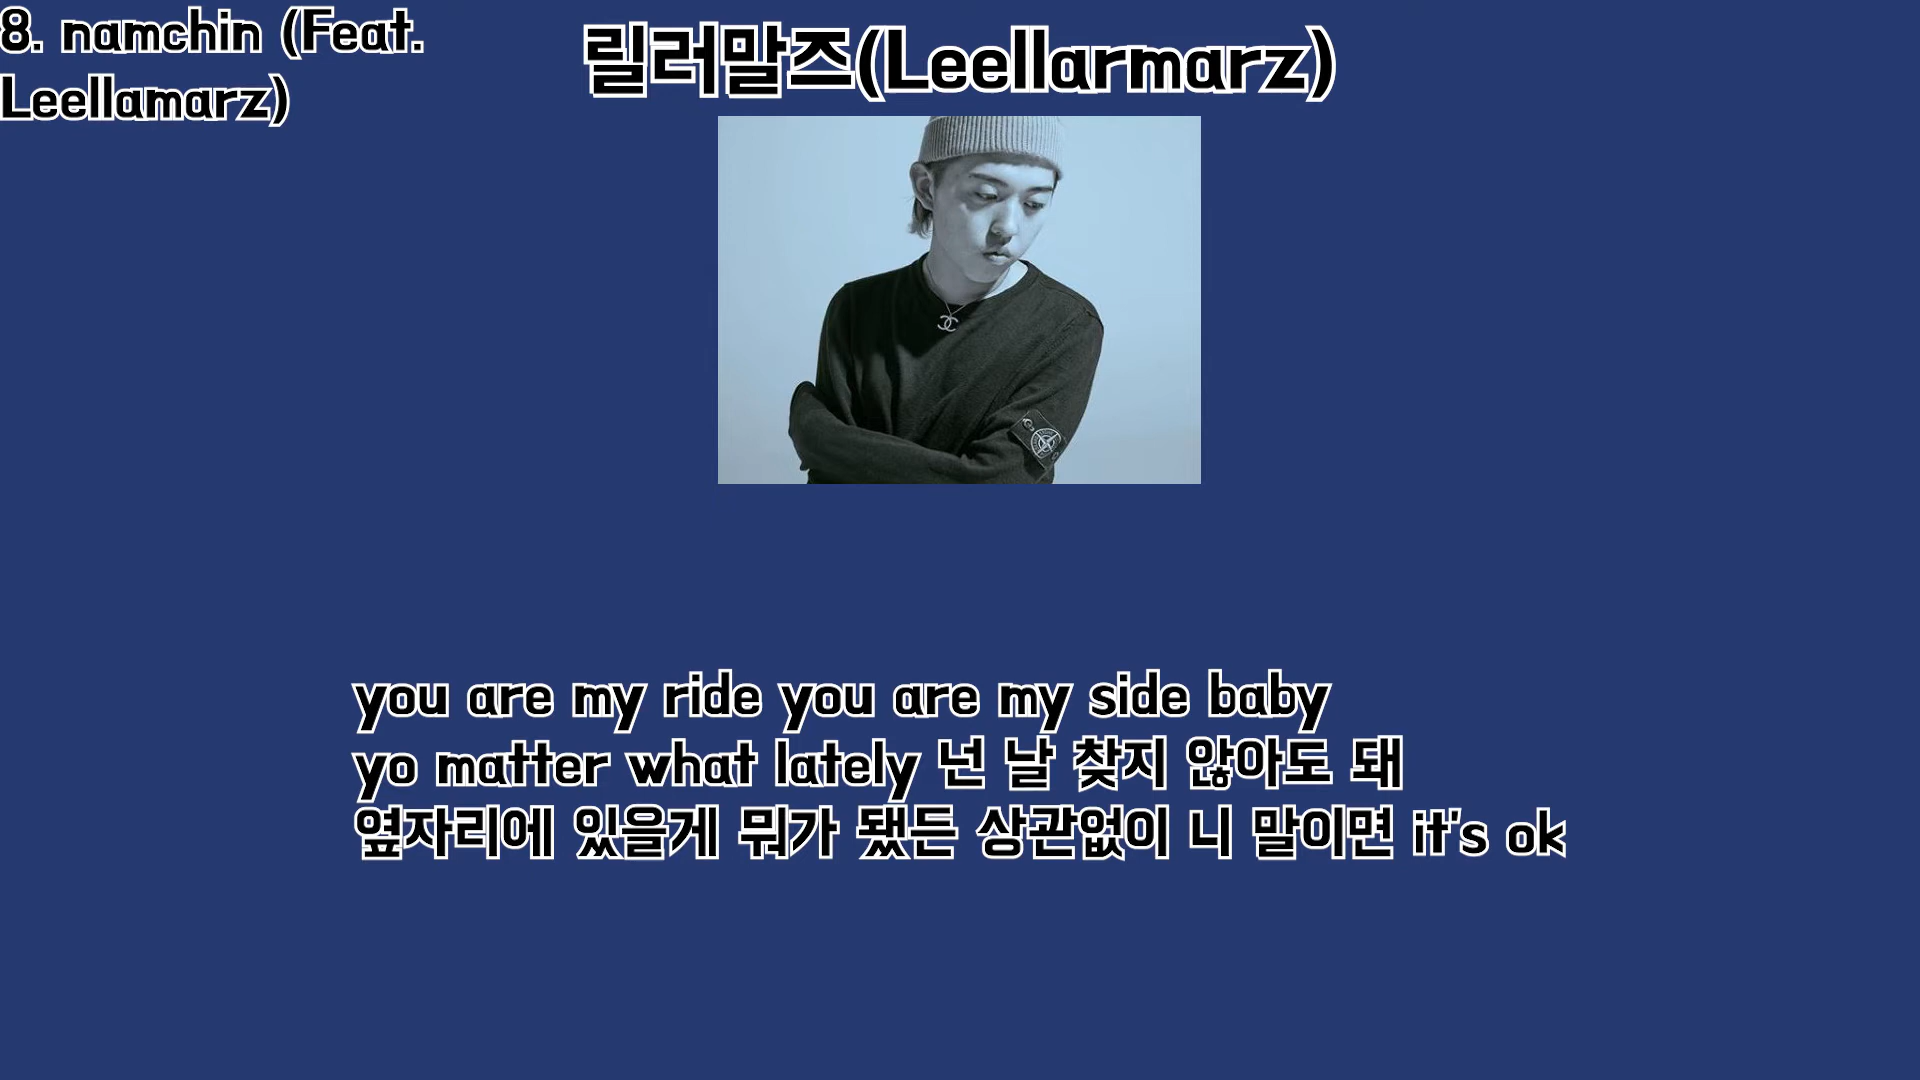 8. namchin (Feat.
Leellamarz)
릴러말즈(Leellarmarz)
you are my ride you are my side baby
yo matter what lately 넌 날 찾지 않아도 돼
옆자리에 있을게 뭐가 됐든 상관없이 니 말이면 it's ok